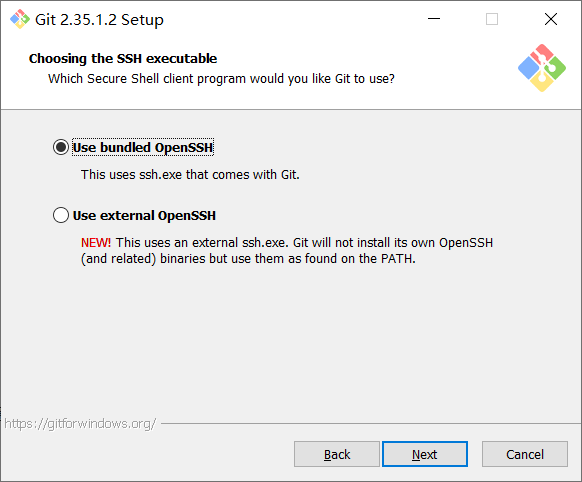 Git 2.35.1.2 Setup
Choosing the SSH executable
Which Secure Shell client program would you like Git to use?
Use bundled OpenSSH
This uses ssh.exe that comes with Git.
Use external OpenSSH
NEW! This uses an external ssh.exe. Git will not install its own OpenSSH
(and related) binaries but use them as found on the PATH.
https://gitforwindows.org/
Back Next Cancel